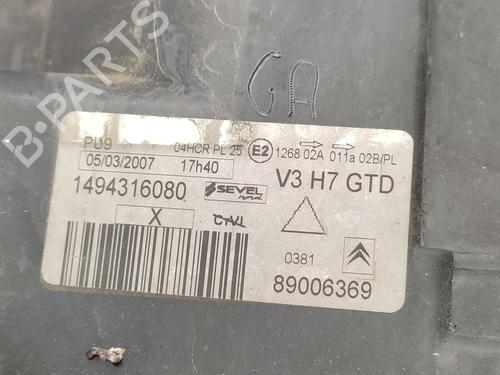 GA
PU9 04HCR PL 25 E2 1268 02A 011a 02B/PL
05/03/2007 17h40 V3 H7 GTD
1494316080 SEVEL
X
0381
89006369
B-PARTS